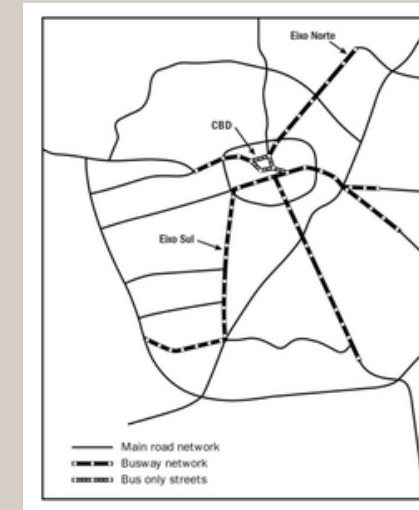 Eixo Norte
CBD
Eixo Sul
Main road network
Busway network
Bus only streets